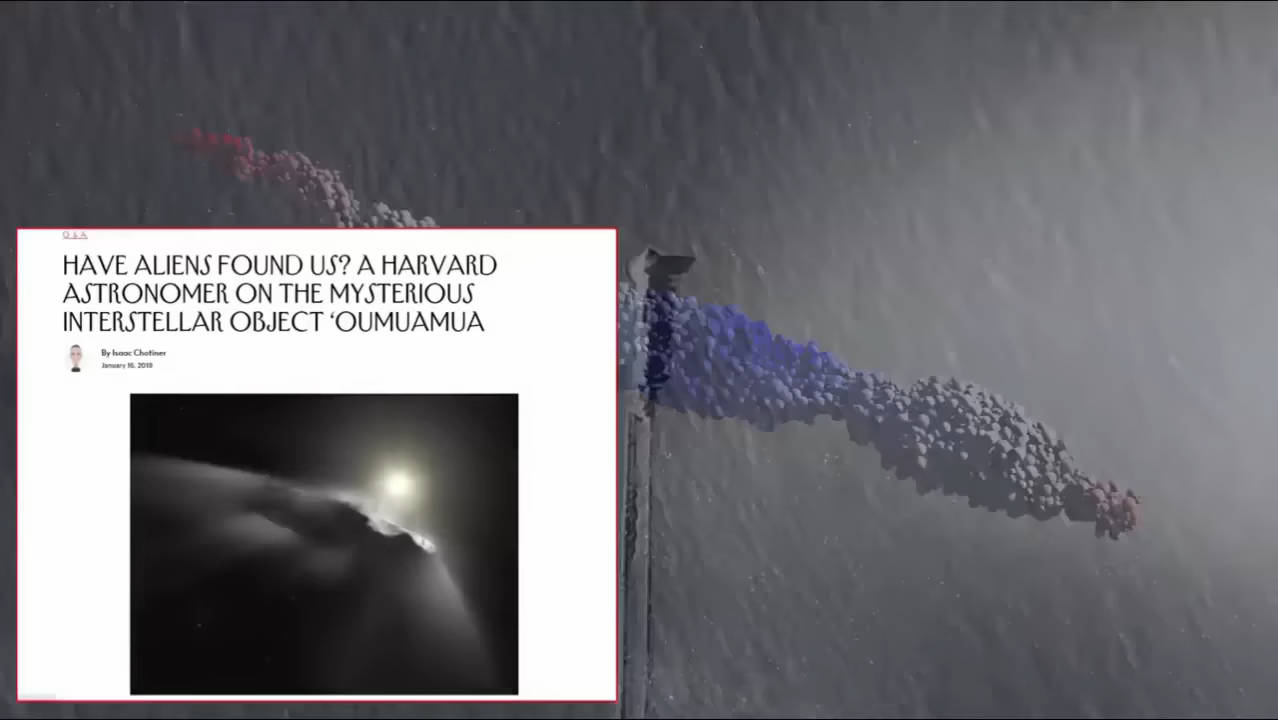 Q & A
HAVE ALIENS FOUND US? A HARVARD
ASTRONOMER ON THE MYSTERIOUS
INTERSTELLAR OBJECT ‘OUMUAMUA
By Isaac Chotiner
January 16, 2019